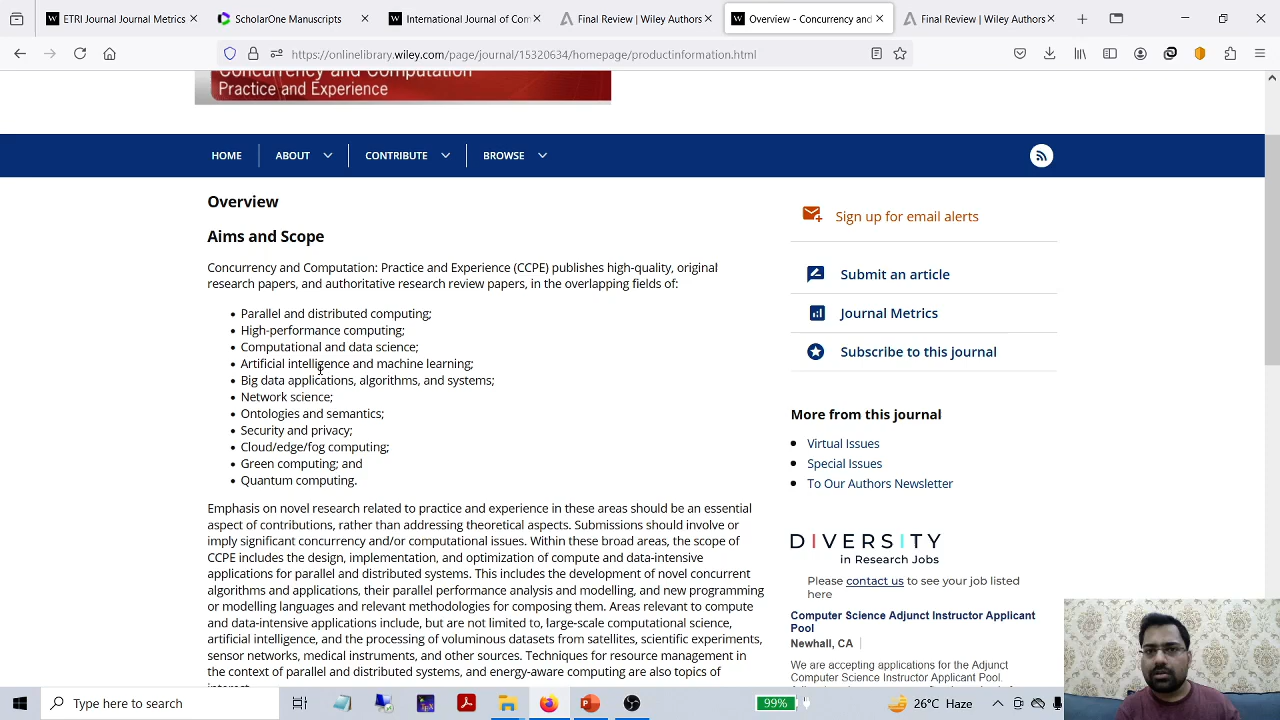 ETRI Journal Journal Metrics
ScholarOne Manuscripts
International Journal of Com
Final Review | Wiley Authors
Overview - Concurrency and
Final Review | Wiley Authors
https://onlinelibrary.wiley.com/page/journal/15320634/homepage/productinformation.html
Concurrency and Computation
Practice and Experience
HOME
ABOUT
CONTRIBUTE
BROWSE
Overview
Aims and Scope
Concurrency and Computation: Practice and Experience (CCPE) publishes high-quality, original
research papers, and authoritative research review papers, in the overlapping fields of:
• Parallel and distributed computing;
• High-performance computing;
• Computational and data science;
• Artificial intelligence and machine learning;
• Big data applications, algorithms, and systems;
• Network science;
• Ontologies and semantics;
• Security and privacy;
• Cloud/edge/fog computing;
• Green computing; and
• Quantum computing.
Emphasis on novel research related to practice and experience in these areas should be an essential
aspect of contributions, rather than addressing theoretical aspects. Submissions should involve or
imply significant concurrency and/or computational issues. Within these broad areas, the scope of
CCPE includes the design, implementation, and optimization of compute and data-intensive
applications for parallel and distributed systems. This includes the development of novel concurrent
algorithms and applications, their parallel performance analysis and modelling, and new programming
or modelling languages and relevant methodologies for composing them. Areas relevant to compute
and data-intensive applications include, but are not limited to, large-scale computational science,
artificial intelligence, and the processing of voluminous datasets from satellites, scientific experiments,
sensor networks, medical instruments, and other sources. Techniques for resource management in
the context of parallel and distributed systems, and energy-aware computing are also topics of
interest.
Sign up for email alerts
Submit an article
Journal Metrics
Subscribe to this journal
More from this journal
• Virtual Issues
• Special Issues
• To Our Authors Newsletter
DIVERSITY
in Research Jobs
Please contact us to see your job listed
here
Computer Science Adjunct Instructor Applicant
Pool
Newhall, CA
We are accepting applications for the Adjunct
Computer Science Instructor Applicant Pool.
Type here to search
99%
26°C Haze